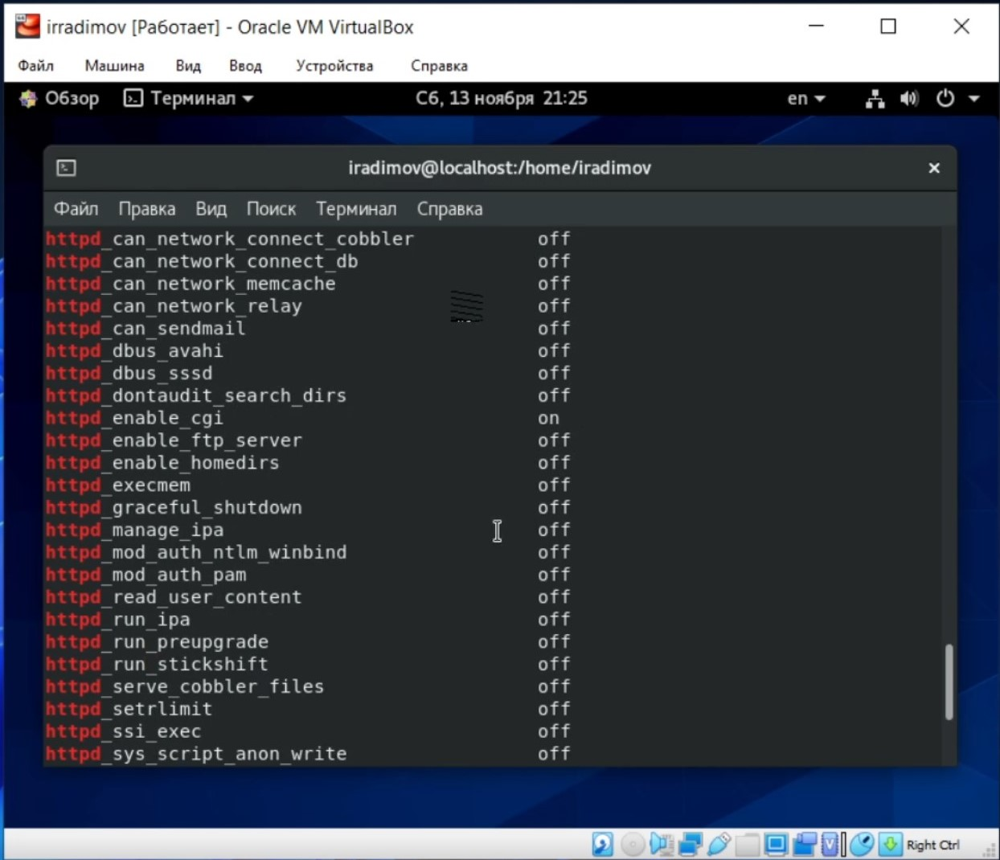 irradimov [Работает] - Oracle VM VirtualBox
Файл Машина Вид Ввод Устройства Справка
Обзор Терминал Сб, 13 ноября 21:25 en
iradimov@localhost:/home/iradimov
Файл Правка Вид Поиск Терминал Справка
httpd_can_network_connect_cobbler off
httpd_can_network_connect_db off
httpd_can_network_memcache off
httpd_can_network_relay off
httpd_can_sendmail off
httpd_dbus_avahi off
httpd_dbus_sssd off
httpd_dontaudit_search_dirs off
httpd_enable_cgi on
httpd_enable_ftp_server off
httpd_enable_homedirs off
httpd_execmem off
httpd_graceful_shutdown off
httpd_manage_ipa off
httpd_mod_auth_ntlm_winbind off
httpd_mod_auth_pam off
httpd_read_user_content off
httpd_run_ipa off
httpd_run_preupgrade off
httpd_run_stickshift off
httpd_serve_cobbler_files off
httpd_setrlimit off
httpd_ssi_exec off
httpd_sys_script_anon_write off
Right Ctrl